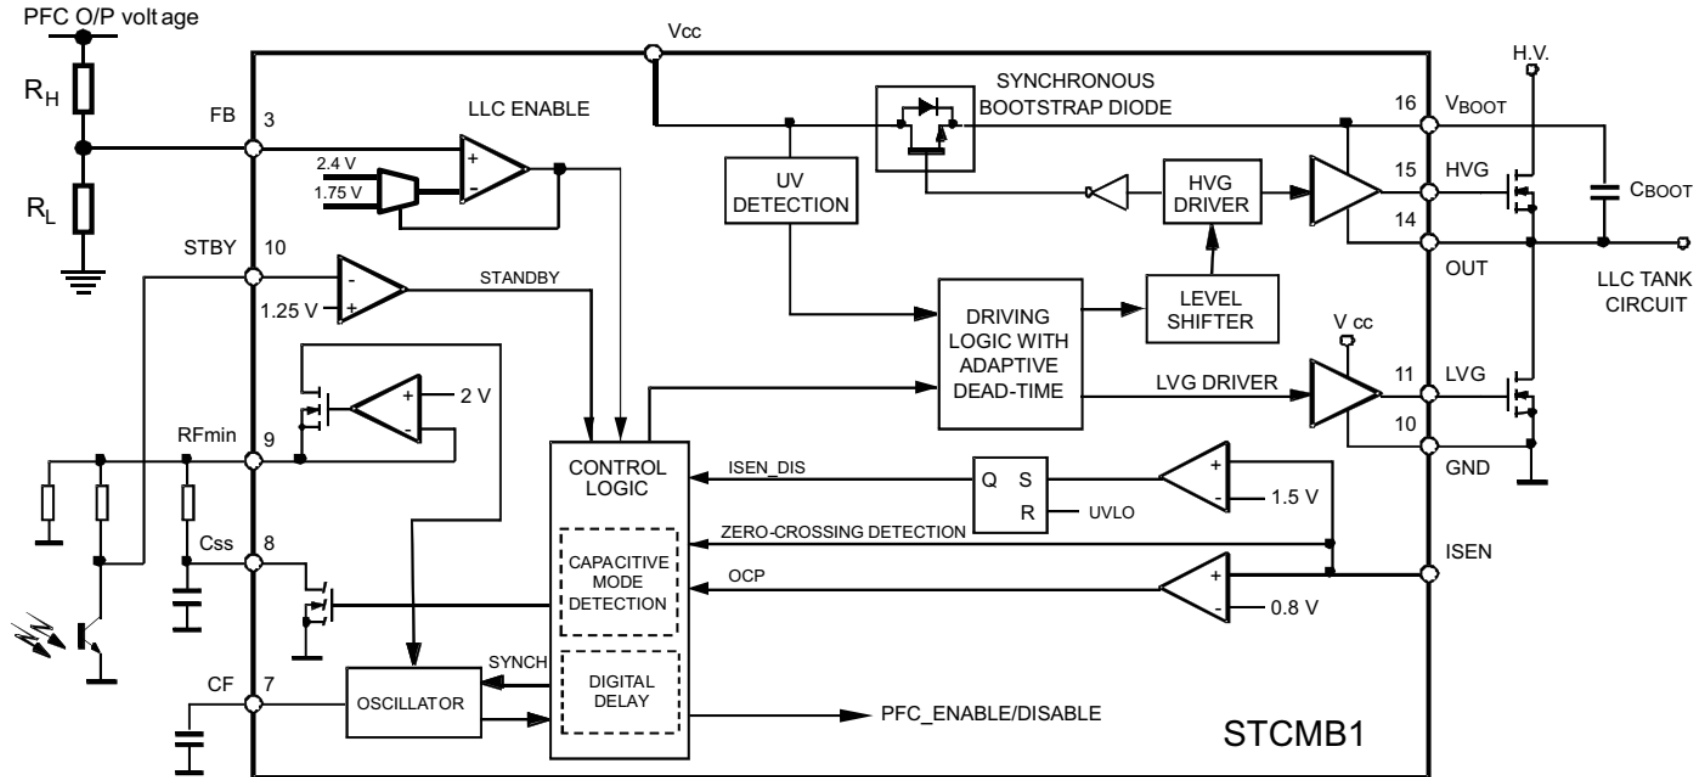 PFC O/P voltage
Vcc
RH
FB
3
LLC ENABLE
2.4 V
1.75 V
+
-
RL
SYNCHRONOUS
BOOTSTRAP DIODE
H.V.
16
VBOOT
UV
DETECTION
HVG
DRIVER
15
HVG
CBOOT
14
OUT
LLC TANK
CIRCUIT
STBY
10
-
1.25 V
+
STANDBY
DRIVING
LOGIC WITH
ADAPTIVE
DEAD-TIME
LEVEL
SHIFTER
V cc
LVG DRIVER
11
LVG
10
GND
+
2 V
-
RFmin
9
CONTROL
LOGIC
ISEN_DIS
Q S
R
UVLO
+
1.5 V
-
ZERO-CROSSING DETECTION
ISEN
Css
8
CAPACITIVE
MODE
DETECTION
OCP
+
0.8 V
-
CF
7
OSCILLATOR
SYNCH
DIGITAL
DELAY
PFC_ENABLE/DISABLE
STCMB1